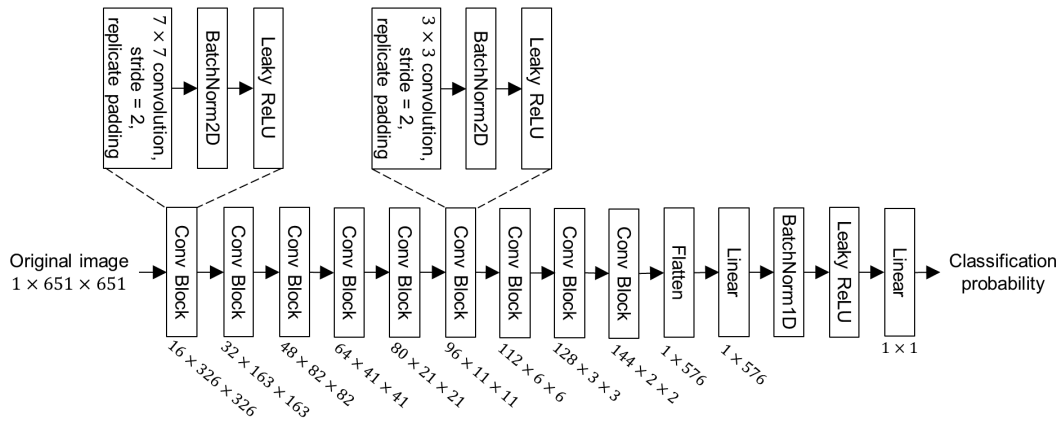 7 × 7 convolution,
stride = 2,
replicate padding
BatchNorm2D
Leaky ReLU
3 × 3 convolution,
stride = 2,
replicate padding
BatchNorm2D
Leaky ReLU
Original image
1 × 651 × 651
Conv Block
Conv Block
Conv Block
Conv Block
Conv Block
Conv Block
Conv Block
Conv Block
Conv Block
Flatten
Linear
BatchNorm1D
Leaky ReLU
Linear
Classification
probability
16 × 326 × 326
32 × 163 × 163
48 × 82 × 82
64 × 41 × 41
80 × 21 × 21
96 × 11 × 11
112 × 6 × 6
128 × 3 × 3
144 × 2 × 2
1 × 576
1 × 576
1 × 1